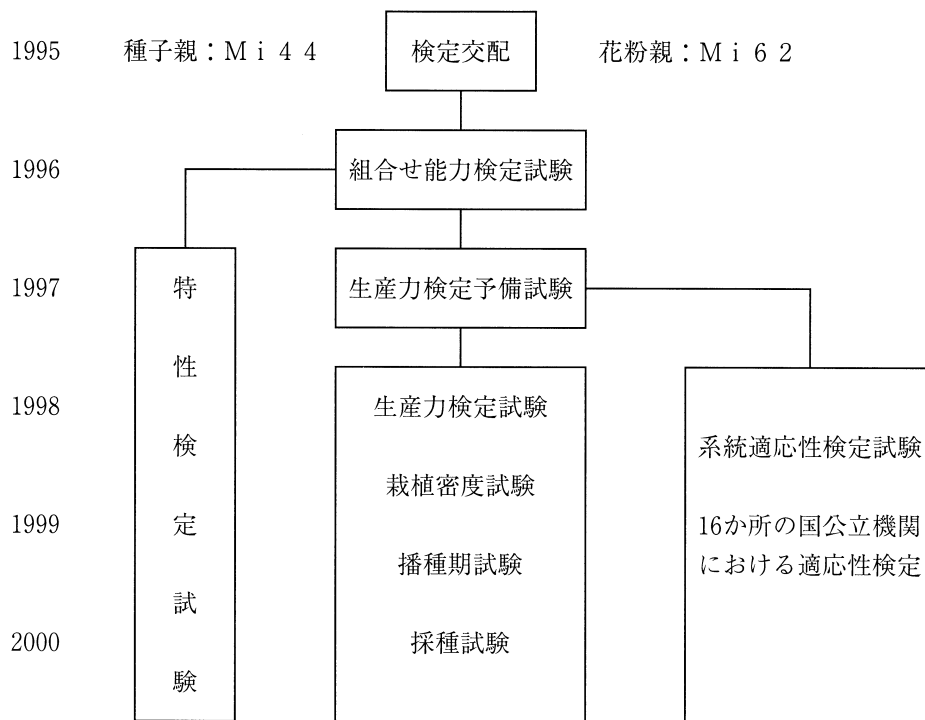 1995 種子親：Ｍｉ４４ 検定交配 花粉親：Ｍｉ６２
1996 組合せ能力検定試験
1997 生産力検定予備試験
特性検定試験
1998 生産力検定試験
系統適応性検定試験
栽植密度試験
1999 16か所の国公立機関
における適応性検定
播種期試験
2000 採種試験